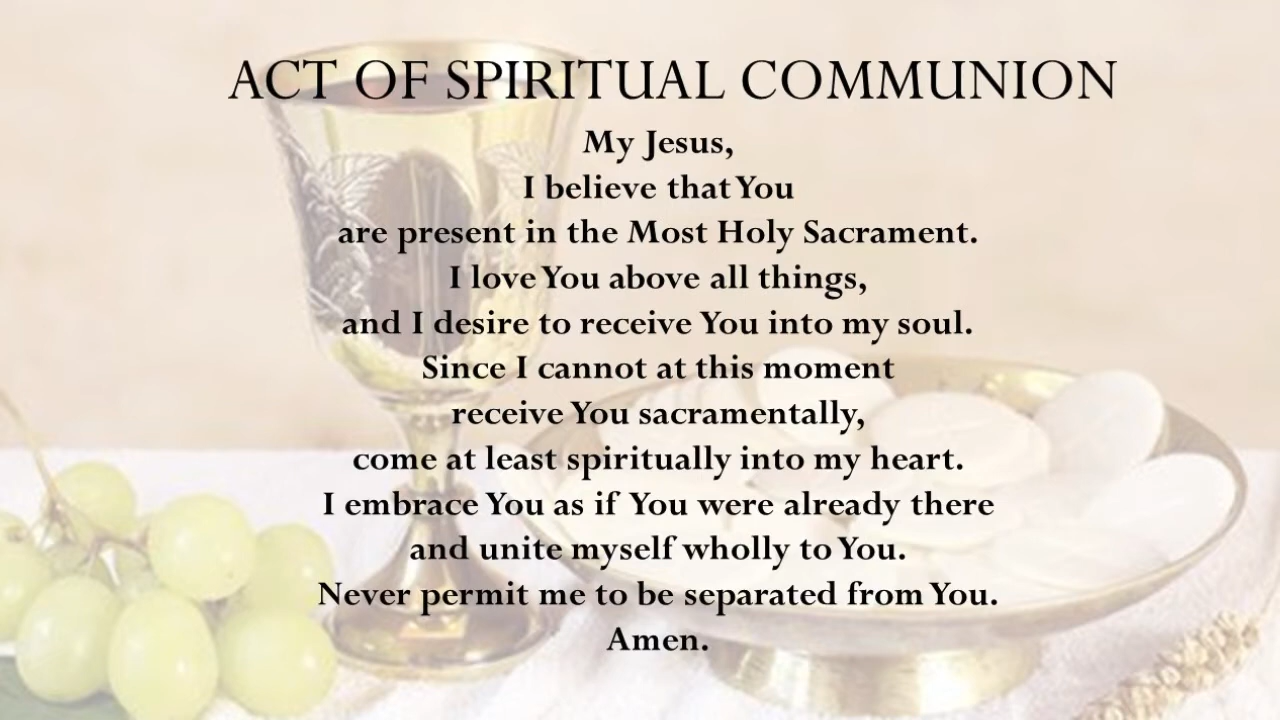 ACT OF SPIRITUAL COMMUNION
My Jesus,
I believe that You
are present in the Most Holy Sacrament.
I love You above all things,
and I desire to receive You into my soul.
Since I cannot at this moment
receive You sacramentally,
come at least spiritually into my heart.
I embrace You as if You were already there
and unite myself wholly to You.
Never permit me to be separated from You.
Amen.